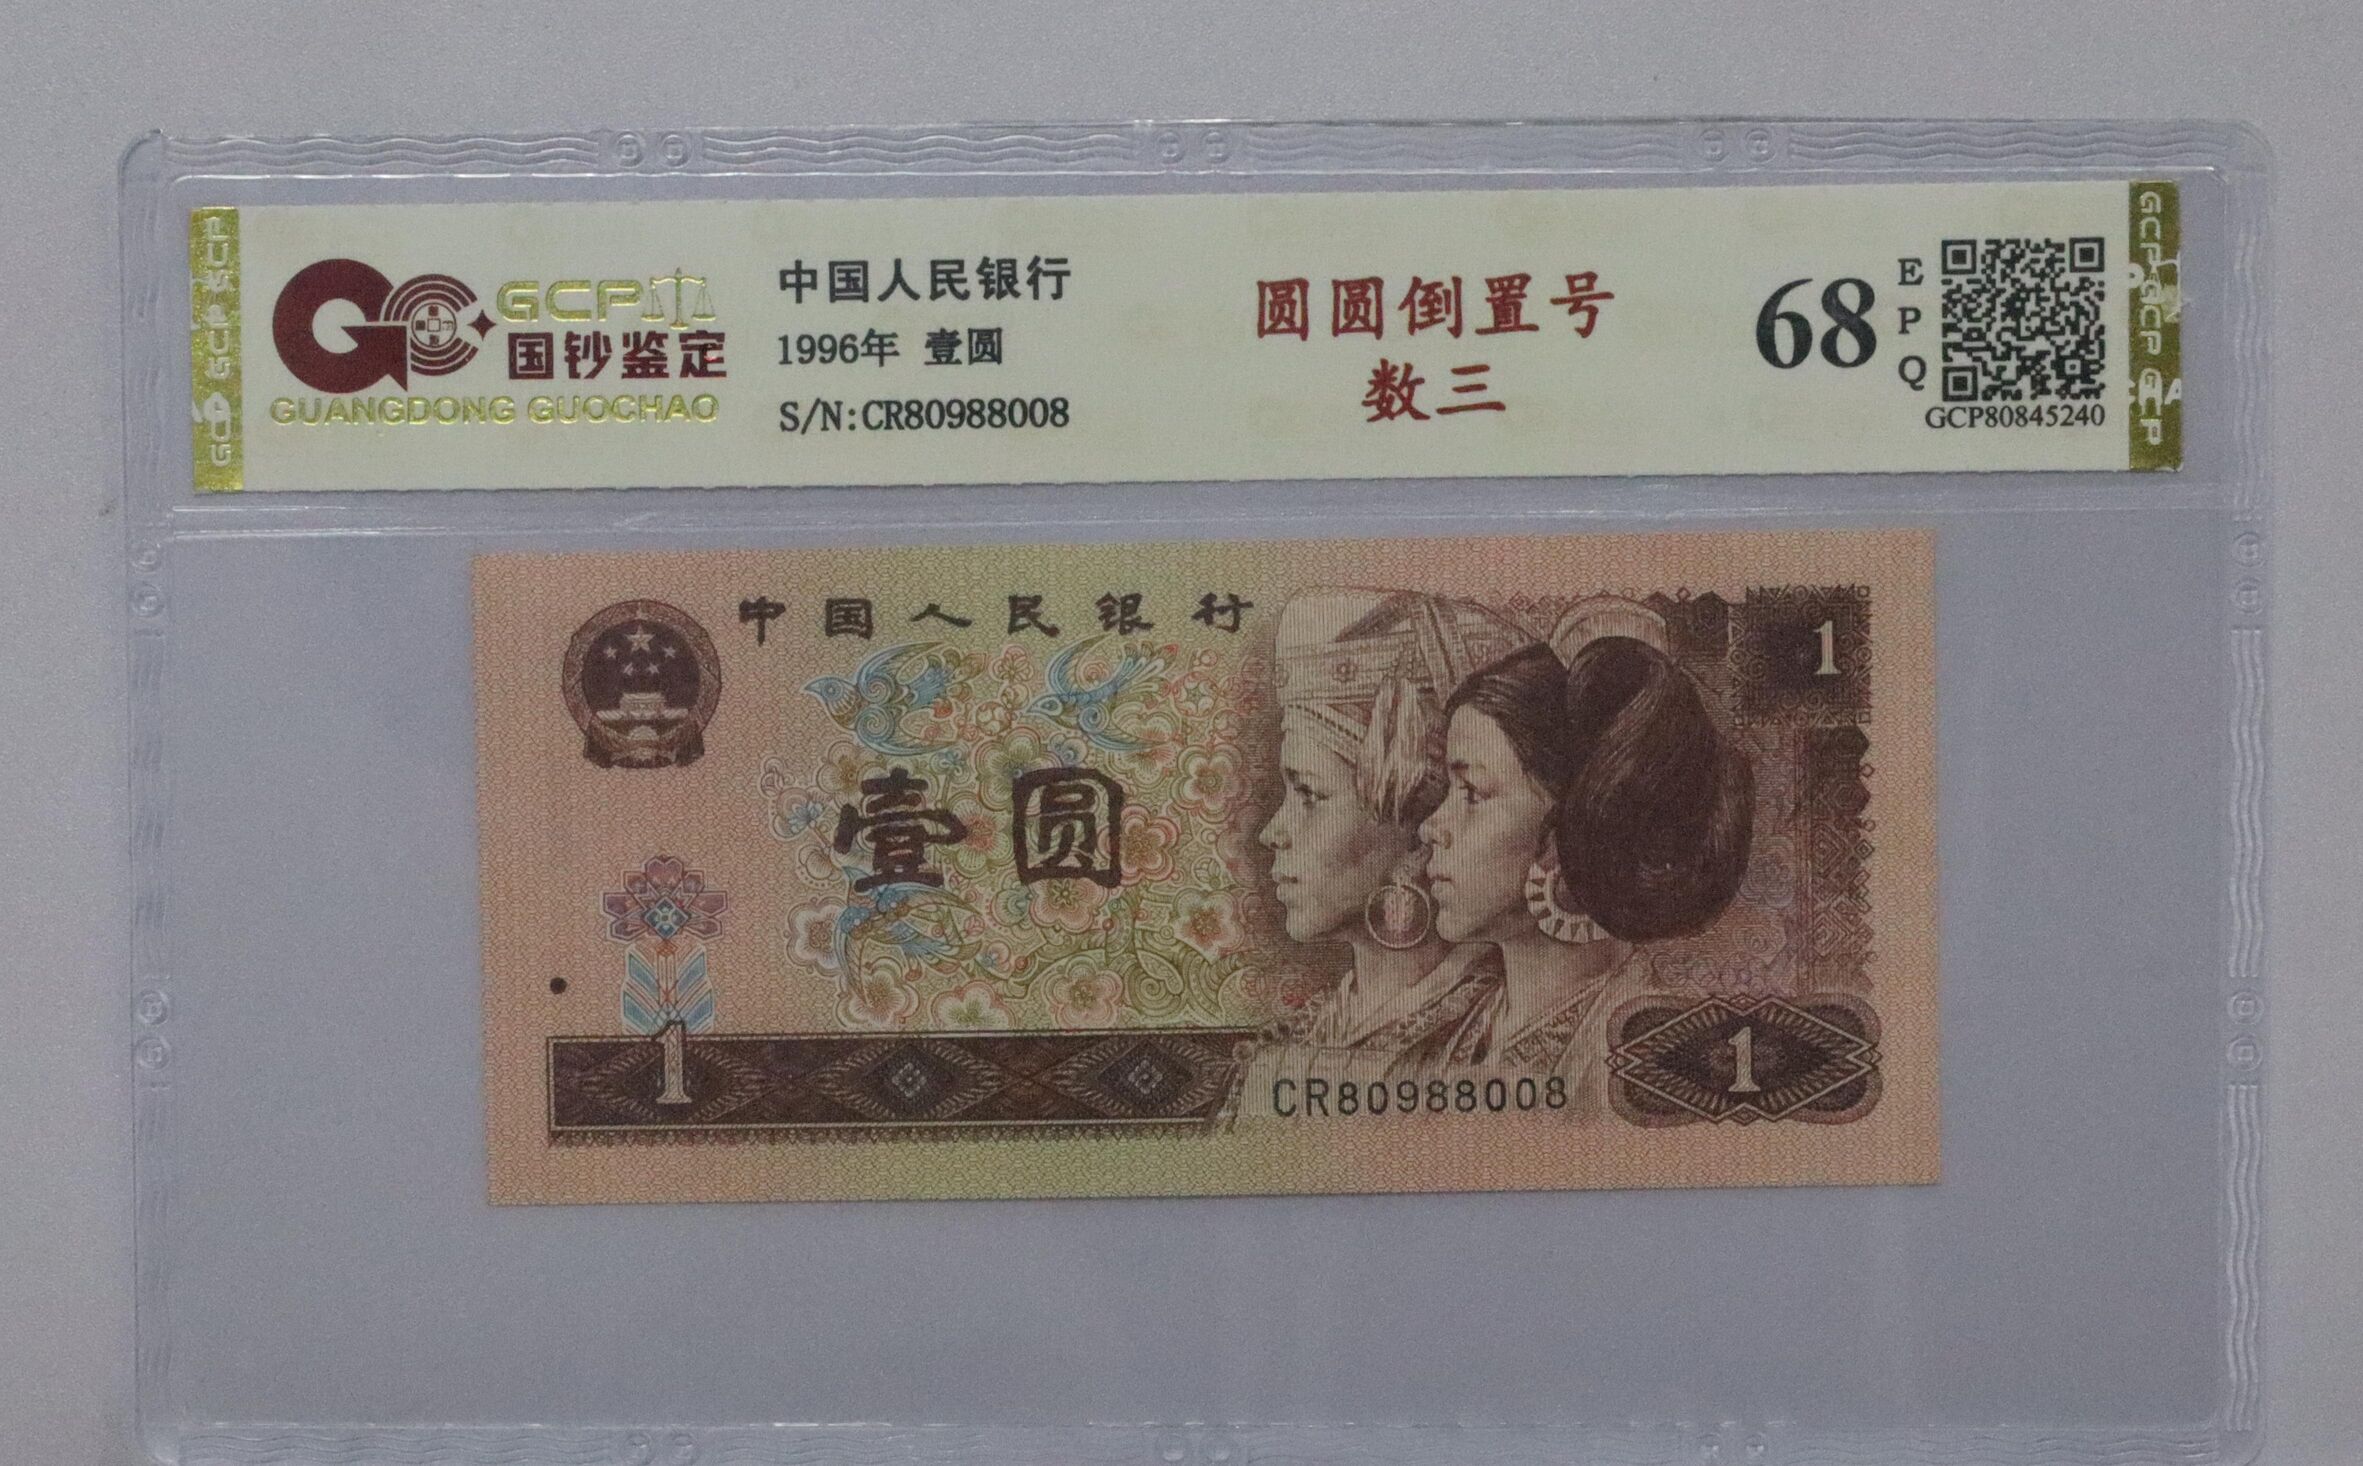 GCP
国钞鉴定
GUANGDONG GUOCHAO
中国人民银行
1996年 壹圆
S/N:CR80988008
圆圆倒置号
数三
68
E
P
Q
GCP80845240
中国人民银行
1
壹圆
1
1
CR80988008